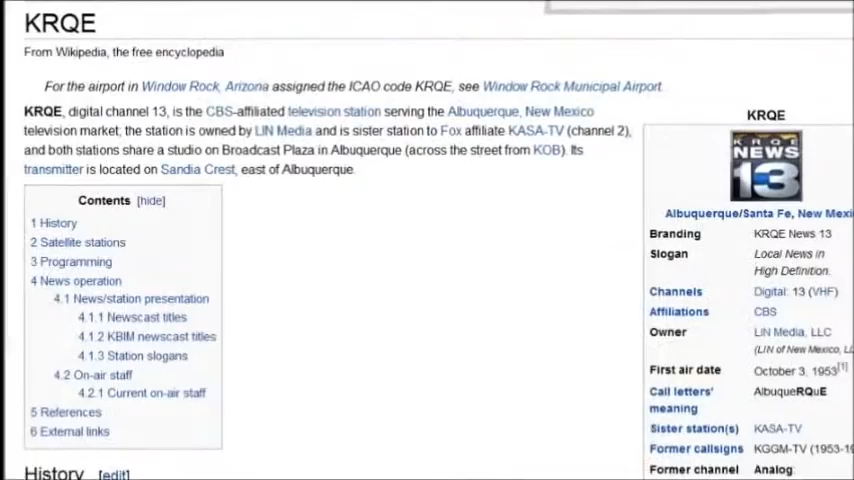 KRQE
From Wikipedia, the free encyclopedia
For the airport in Window Rock, Arizona assigned the ICAO code KRQE, see Window Rock Municipal Airport.
KRQE, digital channel 13, is the CBS-affiliated television station serving the Albuquerque, New Mexico
television market; the station is owned by LIN Media and is sister station to Fox affiliate KASA-TV (channel 2),
and both stations share a studio on Broadcast Plaza in Albuquerque (across the street from KOB). Its
transmitter is located on Sandia Crest, east of Albuquerque.
Contents [hide]
1 History
2 Satellite stations
3 Programming
4 News operation
4.1 News/station presentation
4.1.1 Newscast titles
4.1.2 KBIM newscast titles
4.1.3 Station slogans
4.2 On-air staff
4.2.1 Current on-air staff
5 References
6 External links
History [edit]
KRQE
KRQE
NEWS
13
Albuquerque/Santa Fe, New Mexi
Branding KRQE News 13
Slogan Local News in
High Definition.
Channels Digital: 13 (VHF)
Affiliations CBS
Owner LIN Media, LLC
(LIN of New Mexico, LL
First air date October 3, 1953[1]
Call letters' AlbuqueRQuE
meaning
Sister station(s) KASA-TV
Former callsigns KGGM-TV (1953-19
Former channel Analog: